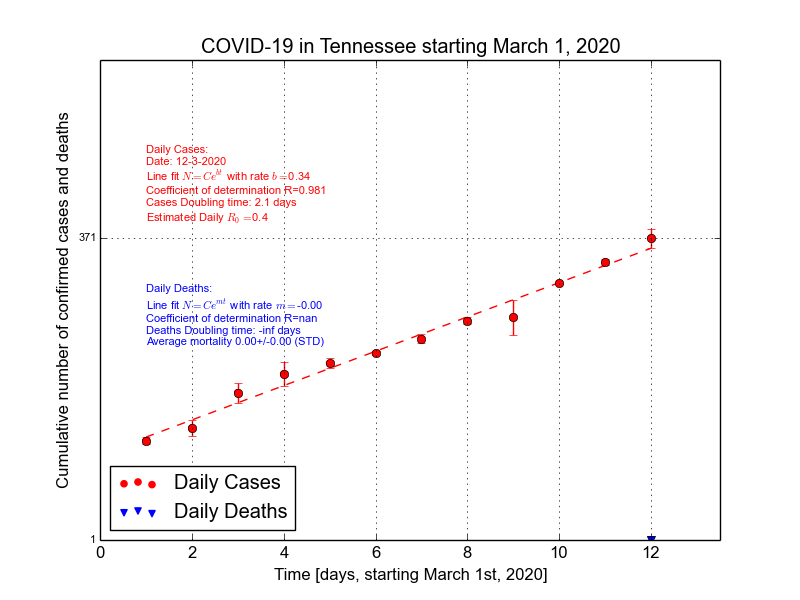 COVID-19 in Tennessee starting March 1, 2020
Cumulative number of confirmed cases and deaths
Daily Cases:
Date: 12-3-2020
Line fit N=Ce^{bt} with rate b=0.34
Coefficient of determination R=0.981
Cases Doubling time: 2.1 days
Estimated Daily R_0=0.4
371
Daily Deaths:
Line fit N=Ce^{mt} with rate m=-0.00
Coefficient of determination R=nan
Deaths Doubling time: -inf days
Average mortality 0.00+/-0.00 (STD)
Daily Cases
Daily Deaths
1
0 2 4 6 8 10 12
Time [days, starting March 1st, 2020]